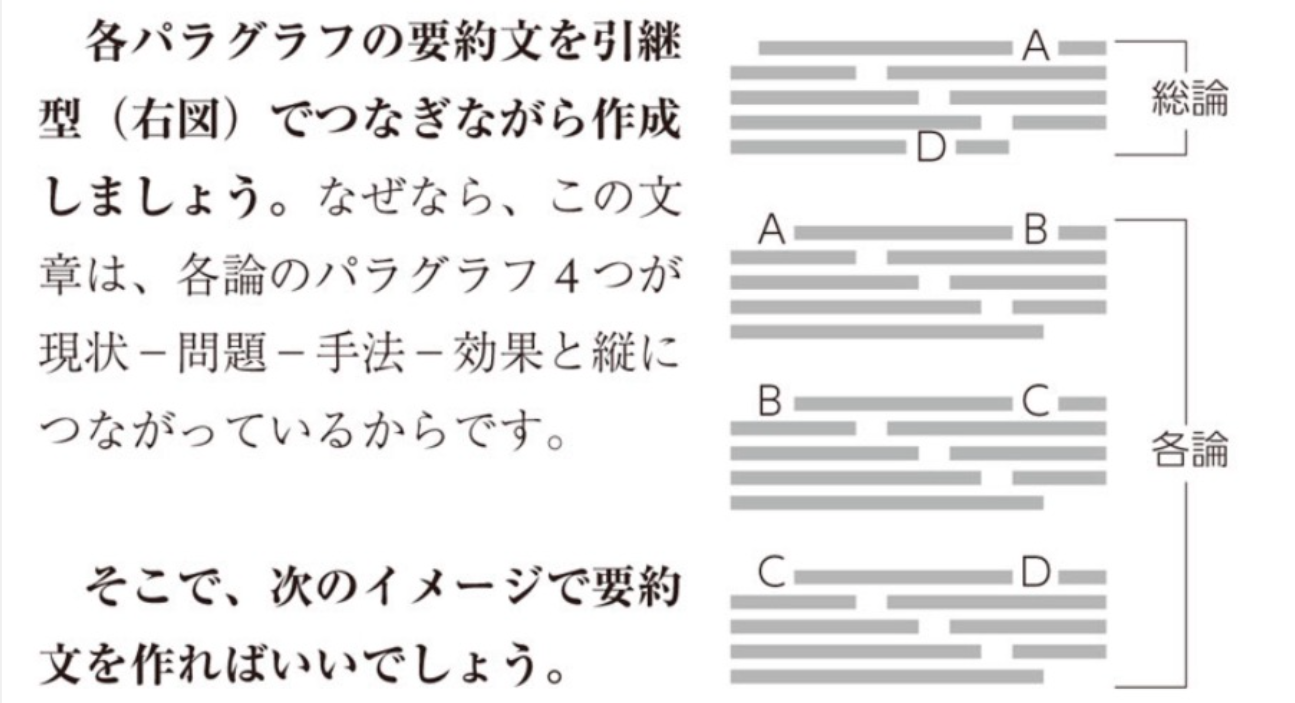 各パラグラフの要約文を引継
型（右図）でつなぎながら作成
しましょう。なぜなら、この文
章は、各論のパラグラフ４つが
現状－問題－手法－効果と縦に
つながっているからです。
そこで、次のイメージで要約
文を作ればいいでしょう。
A
D
総論
A B
B C
C D
各論